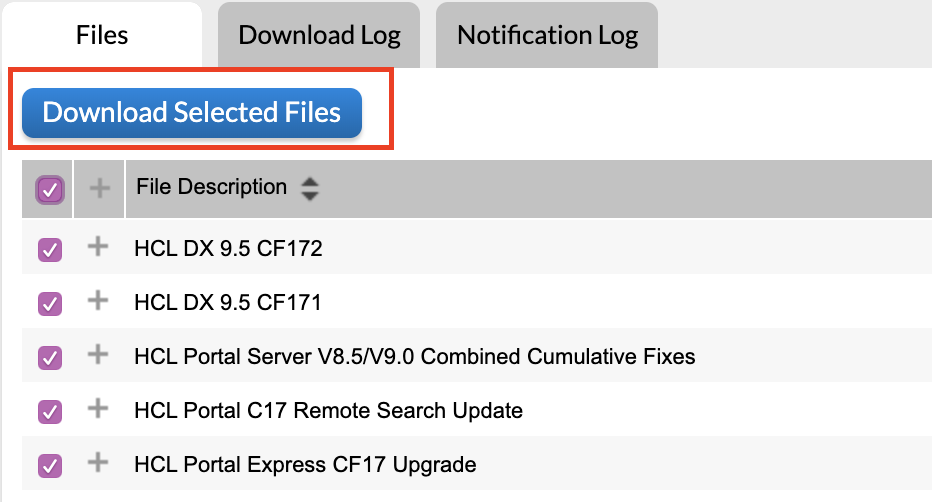 Files
Download Log
Notification Log
Download Selected Files
File Description
HCL DX 9.5 CF172
HCL DX 9.5 CF171
HCL Portal Server V8.5/V9.0 Combined Cumulative Fixes
HCL Portal C17 Remote Search Update
HCL Portal Express CF17 Upgrade